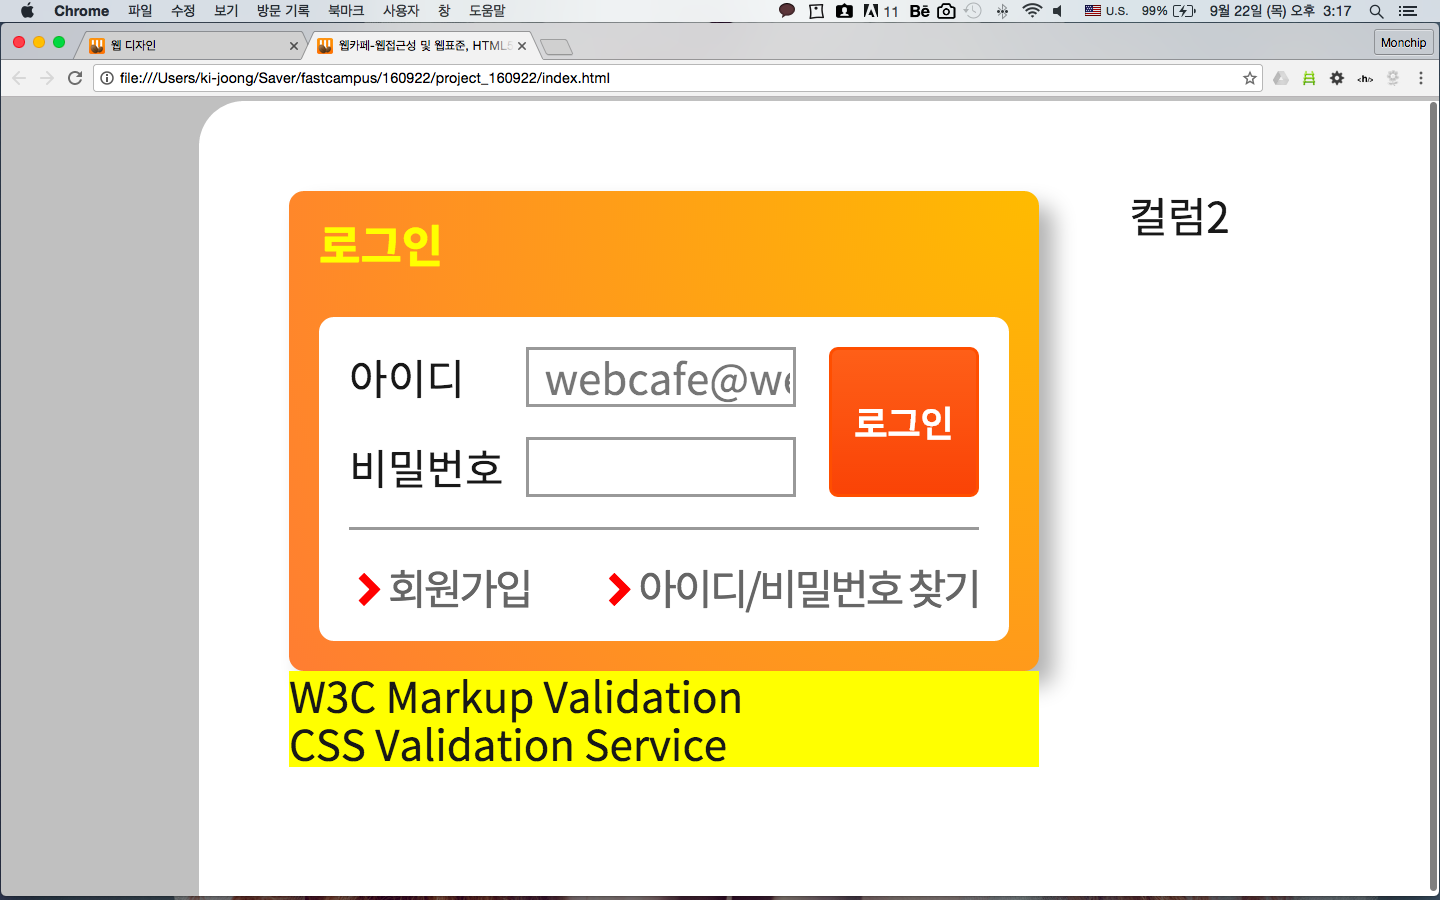 Chrome 파일 수정 보기 방문 기록 북마크 사용자 창 도움말 11 Bē U.S. 99% 9월 22일 (목) 오후 3:17
웹 디자인 웹카페-웹접근성 및 웹표준, HTML5 Monchip
file:///Users/ki-joong/Saver/fastcampus/160922/project_160922/index.html <h/>
로그인
컬럼2
아이디 webcafe@we
로그인
비밀번호
회원가입 아이디/비밀번호 찾기
W3C Markup Validation
CSS Validation Service